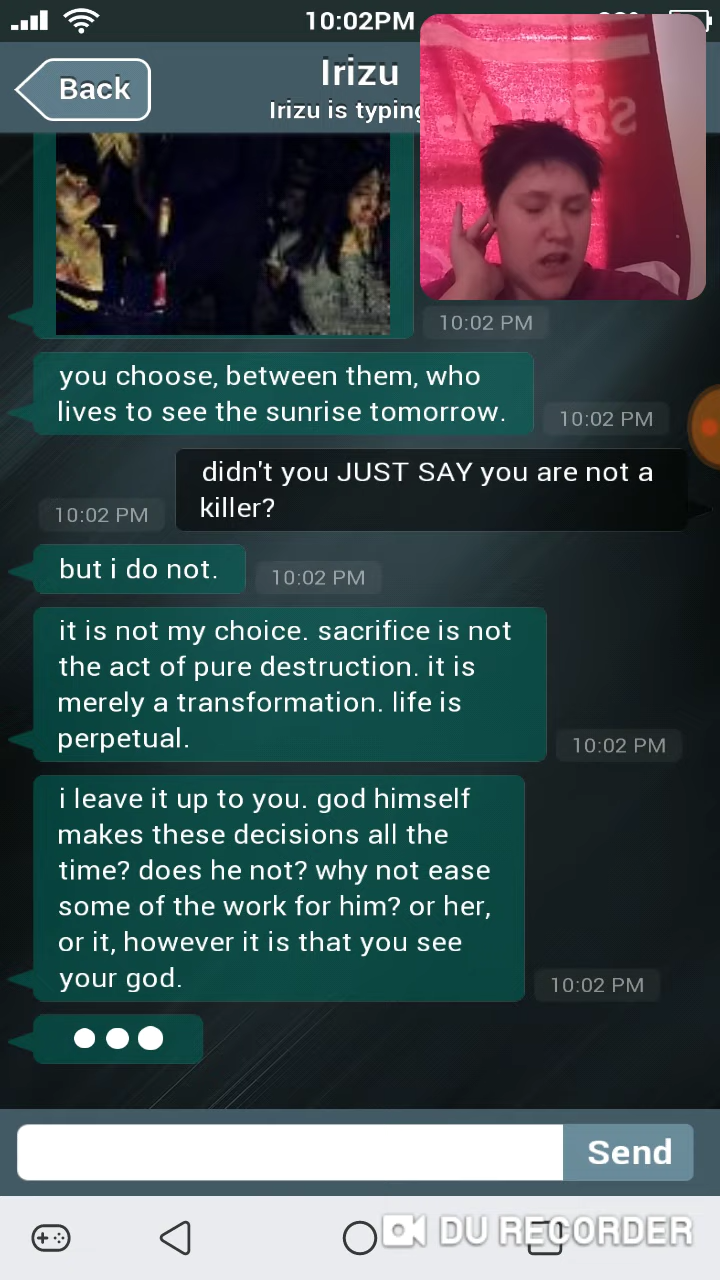 10:02PM
Back
Irizu
Irizu is typing
10:02 PM
you choose, between them, who
lives to see the sunrise tomorrow.
10:02 PM
didn't you JUST SAY you are not a
killer?
10:02 PM
but i do not.
10:02 PM
it is not my choice. sacrifice is not
the act of pure destruction. it is
merely a transformation. life is
perpetual.
10:02 PM
i leave it up to you. god himself
makes these decisions all the
time? does he not? why not ease
some of the work for him? or her,
or it, however it is that you see
your god.
10:02 PM
Send
DU RECORDER